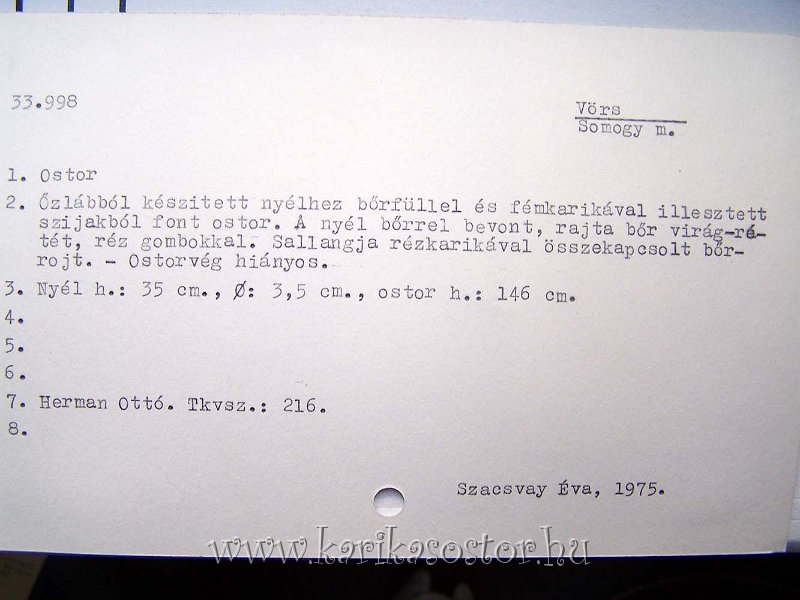 33.998
Vörs
Somogy m.
1. Ostor
2. Őzlábból készitett nyélhez bőrfüllel és fémkarikával illesztett
szijakból font ostor. A nyél bőrrel bevont, rajta bőr virág-rá-
tét, réz gombokkal. Sallangja rézkarikával összekapcsolt bőr-
rojt. - Ostorvég hiányos.
3. Nyél h.: 35 cm., Ø: 3,5 cm., ostor h.: 146 cm.
4.
5.
6.
7. Herman Ottó. Tkvsz.: 216.
8.
Szacsvay Éva, 1975.
www.karikasostor.hu